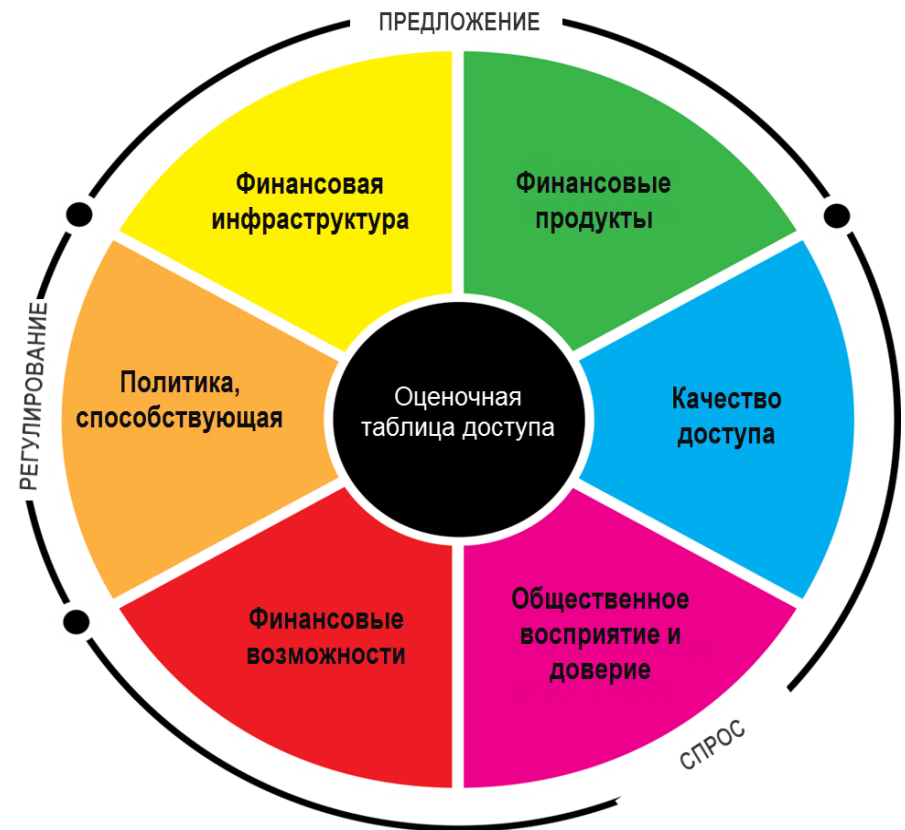 ПРЕДЛОЖЕНИЕ
Финансовая
инфраструктура
Финансовые
продукты
РЕГУЛИРОВАНИЕ
Политика,
способствующая
Оценочная
таблица доступа
Качество
доступа
Финансовые
возможности
Общественное
восприятие и
доверие
СПРОС